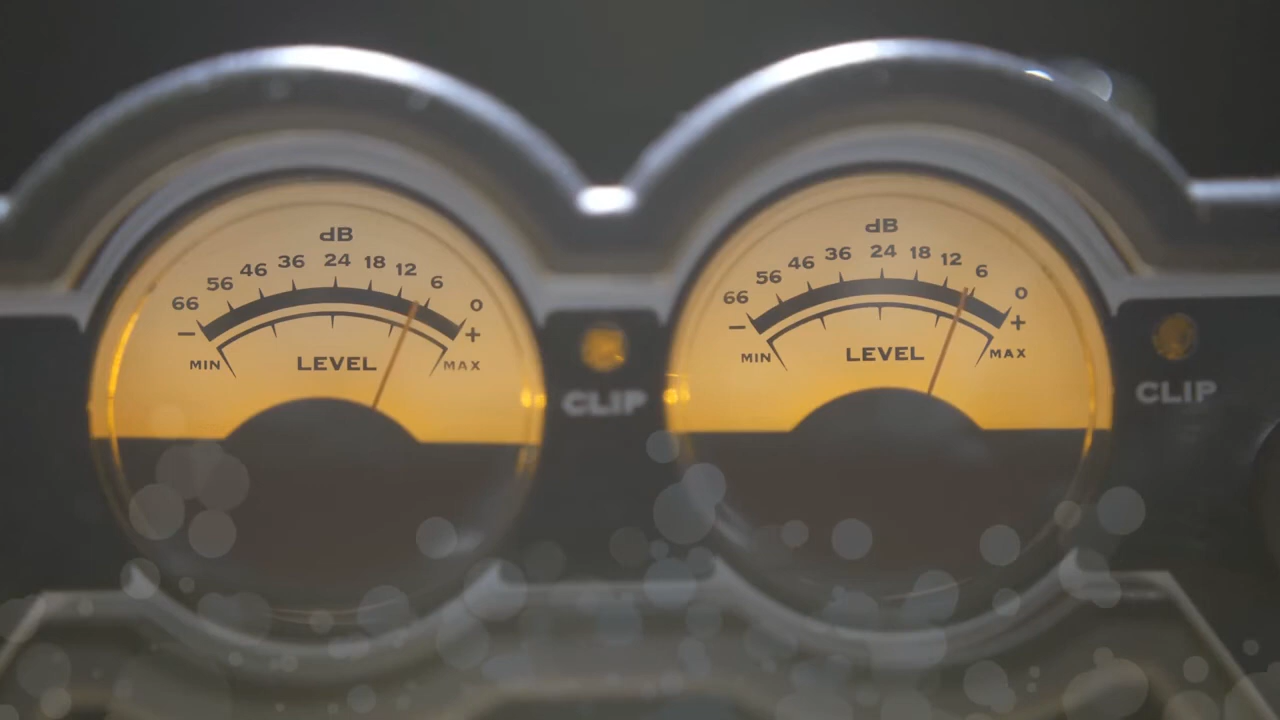 dB
66 56 46 36 24 18 12 6 0
− +
MIN LEVEL MAX
CLIP
dB
66 56 46 36 24 18 12 6 0
− +
MIN LEVEL MAX
CLIP